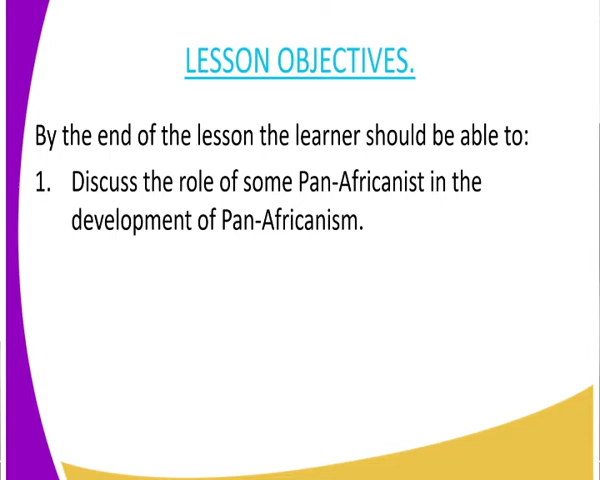 LESSON OBJECTIVES.
By the end of the lesson the learner should be able to:
1. Discuss the role of some Pan-Africanist in the
development of Pan-Africanism.